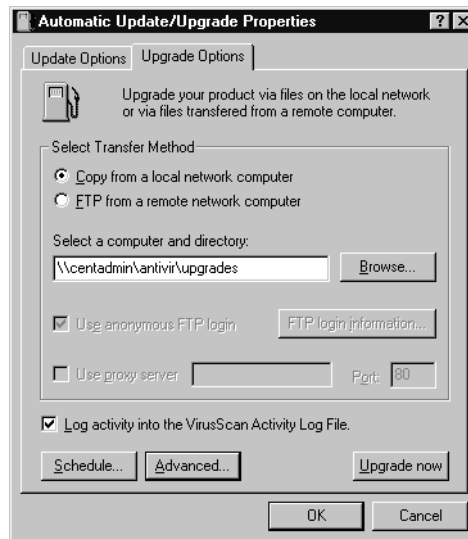 Automatic Update/Upgrade Properties
Update Options Upgrade Options
Upgrade your product via files on the local network
or via files transfered from a remote computer.
Select Transfer Method
Copy from a local network computer
FTP from a remote network computer
Select a computer and directory:
\\centadmin\antivir\upgrades Browse...
Use anonymous FTP login FTP login information...
Use proxy server Port: 80
Log activity into the VirusScan Activity Log File.
Schedule... Advanced... Upgrade now
OK Cancel